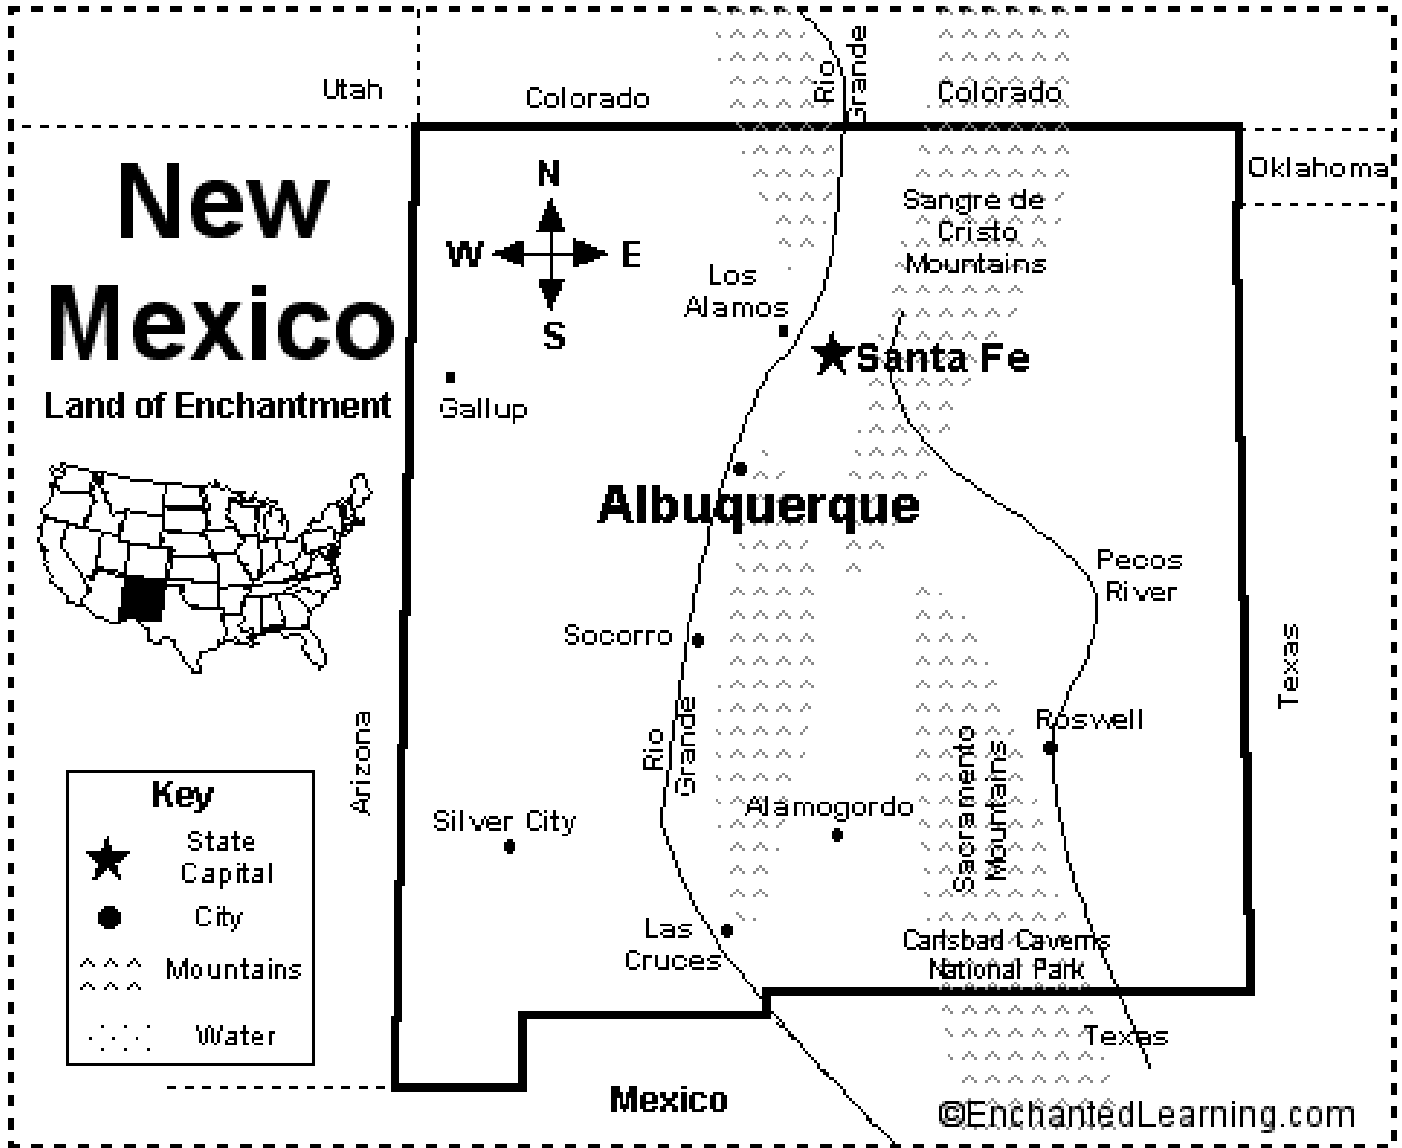 Utah
Colorado
Rio
Grande
Colorado
Oklahoma
New
Mexico
Land of Enchantment
N
W E
S
Sangre de
Cristo
Mountains
Los
Alamos
Santa Fe
Gallup
Albuquerque
Pecos
River
Socorro
Texas
Rio
Grande
Arizona
Roswell
Sacramento
Mountains
Alamogordo
Silver City
Las
Cruces
Carlsbad Caverns
National Park
Key
State
Capital
City
Mountains
Water
Texas
Mexico
©EnchantedLearning.com